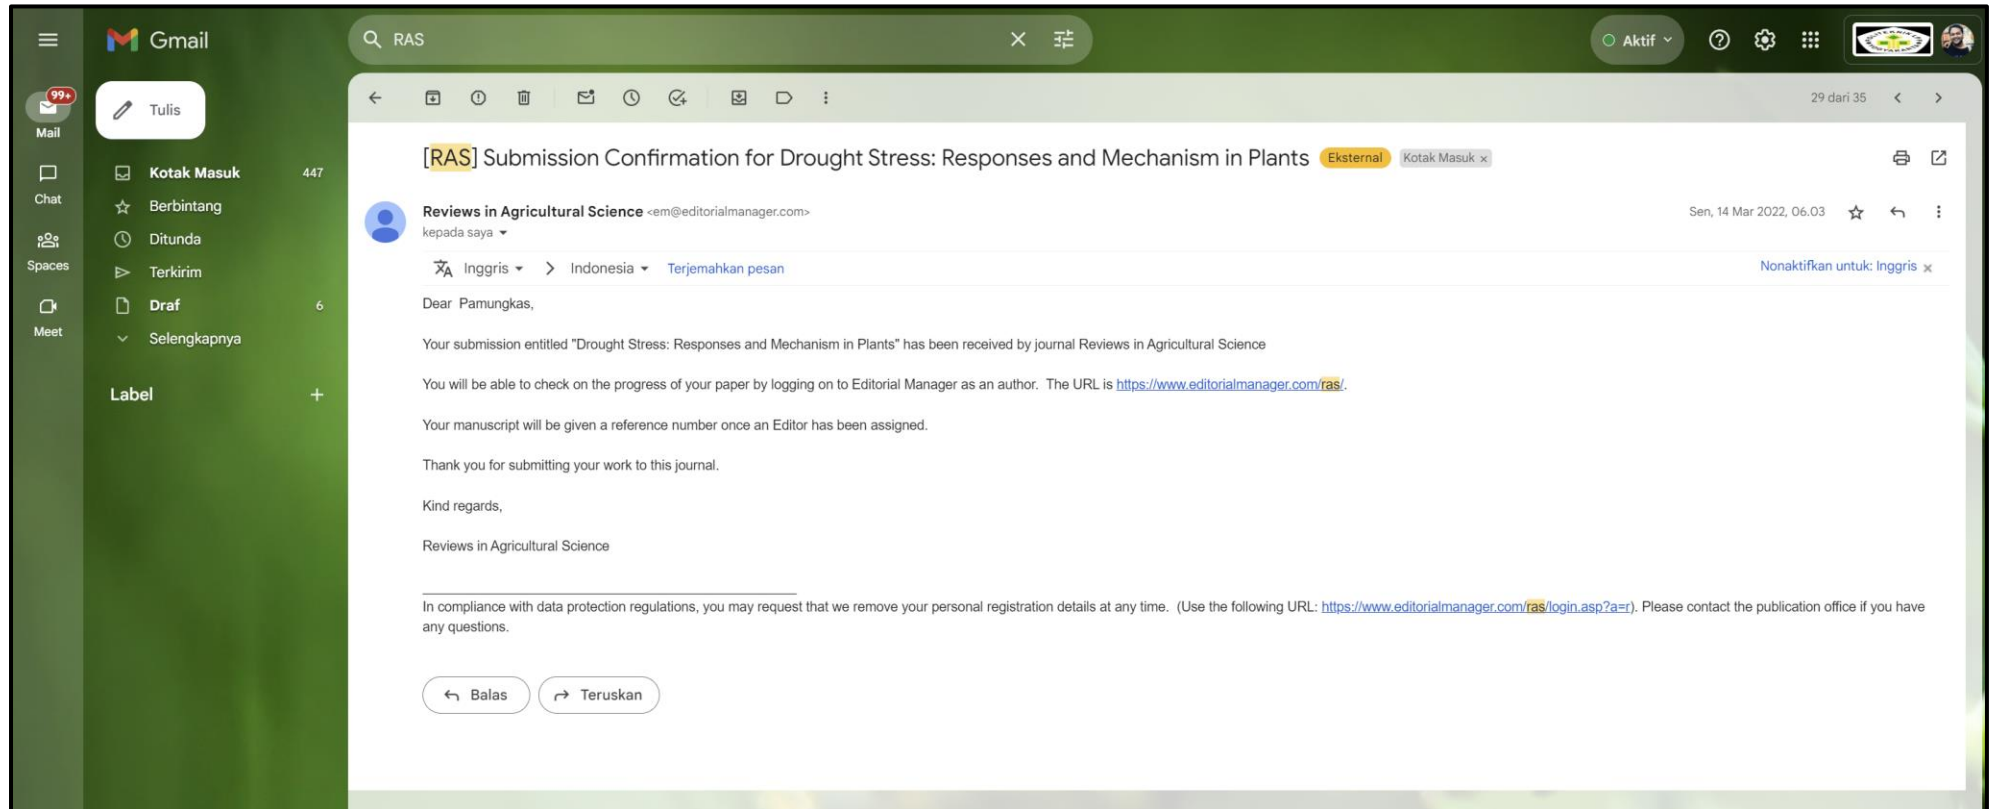 Gmail
RAS
Aktif
99+
Mail
Tulis
29 dari 35
Chat
Spaces
Meet
Kotak Masuk 447
Berbintang
Ditunda
Terkirim
Draf 6
Selengkapnya
Label +
[RAS] Submission Confirmation for Drought Stress: Responses and Mechanism in Plants Eksternal Kotak Masuk x
Reviews in Agricultural Science <em@editorialmanager.com>
Sen, 14 Mar 2022, 06.03
kepada saya
Inggris > Indonesia Terjemahkan pesan
Nonaktifkan untuk: Inggris x
Dear Pamungkas,
Your submission entitled "Drought Stress: Responses and Mechanism in Plants" has been received by journal Reviews in Agricultural Science
You will be able to check on the progress of your paper by logging on to Editorial Manager as an author. The URL is https://www.editorialmanager.com/ras/.
Your manuscript will be given a reference number once an Editor has been assigned.
Thank you for submitting your work to this journal.
Kind regards,
Reviews in Agricultural Science
In compliance with data protection regulations, you may request that we remove your personal registration details at any time. (Use the following URL: https://www.editorialmanager.com/ras/login.asp?a=r). Please contact the publication office if you have
any questions.
Balas
Teruskan